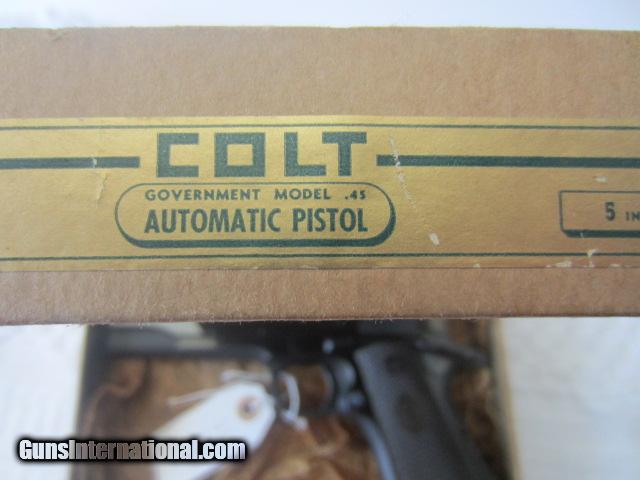 COLT
GOVERNMENT MODEL .45
AUTOMATIC PISTOL
5 IN
GunsInternational.com